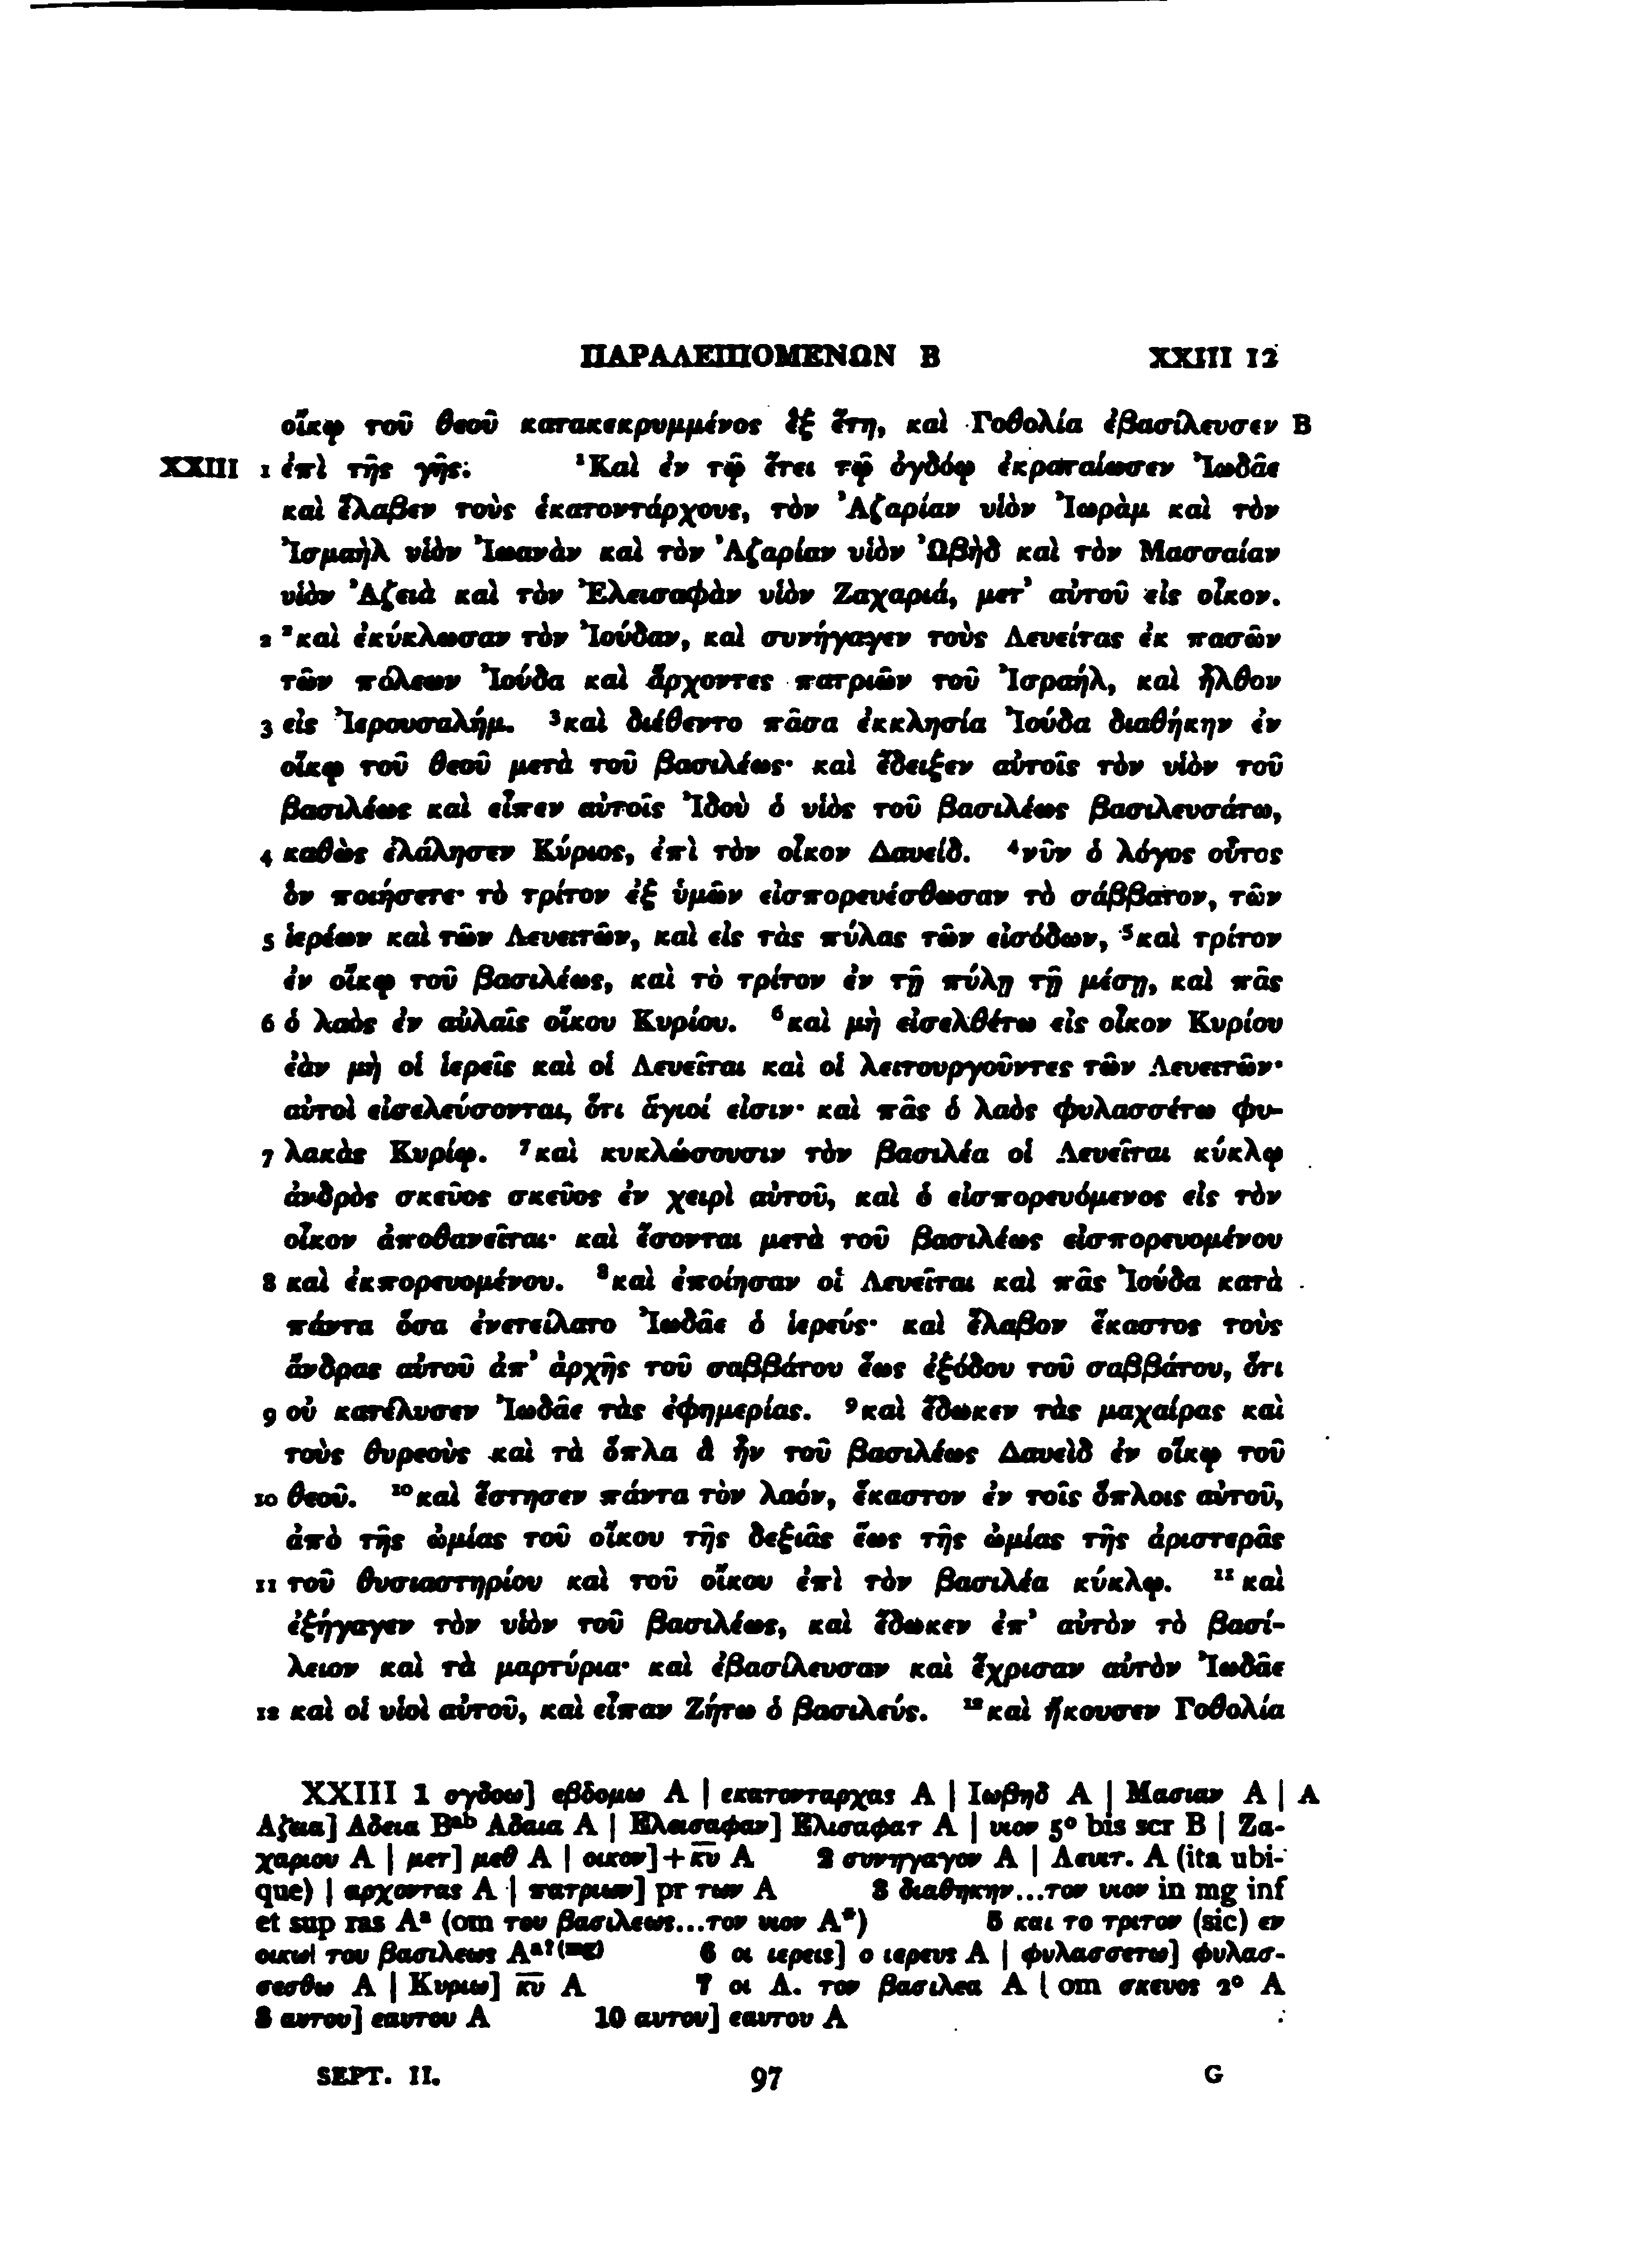 ΠΑΡΑΛΕΙΠΟΜΕΝΩΝ Β XXIII 12
οἴκῳ τοῦ θεοῦ κατακεκρυμμένος ἓξ ἔτη, καὶ Γοθολία ἐβασίλευσεν B
XXIII 1 ἐπὶ τῆς γῆς. ¹Καὶ ἐν τῷ ἔτει τῷ ὀγδόῳ ἐκραταίωσεν Ἰωδᾶε
καὶ ἔλαβεν τοὺς ἑκατοντάρχους, τὸν Ἀζαρίαν υἱὸν Ἰωρὰμ καὶ τὸν
Ἰσμαὴλ υἱὸν Ἰωανὰν καὶ τὸν Ἀζαρίαν υἱὸν Ὠβὴδ καὶ τὸν Μασσαίαν
υἱὸν Ἀζειὰ καὶ τὸν Ἐλεισαφὰν υἱὸν Ζαχαριά, μετ’ αὐτοῦ εἰς οἶκον.
2 ²καὶ ἐκύκλωσαν τὸν Ἰούδαν, καὶ συνήγαγεν τοὺς Λευείτας ἐκ πασῶν
τῶν πόλεων Ἰούδα καὶ ἄρχοντες πατριῶν τοῦ Ἰσραήλ, καὶ ἦλθον
3 εἰς Ἰερουσαλήμ. ³καὶ διέθεντο πᾶσα ἐκκλησία Ἰούδα διαθήκην ἐν
οἴκῳ τοῦ θεοῦ μετὰ τοῦ βασιλέως· καὶ ἔδειξεν αὐτοῖς τὸν υἱὸν τοῦ
βασιλέως καὶ εἶπεν αὐτοῖς Ἰδοὺ ὁ υἱὸς τοῦ βασιλέως βασιλευσάτω,
4 καθὼς ἐλάλησεν Κύριος, ἐπὶ τὸν οἶκον Δαυείδ. ⁴νῦν ὁ λόγος οὗτος
ὃν ποιήσετε· τὸ τρίτον ἐξ ὑμῶν εἰσπορευέσθωσαν τὸ σάββατον, τῶν
5 ἱερέων καὶ τῶν Λευειτῶν, καὶ εἰς τὰς πύλας τῶν εἰσόδων, ⁵καὶ τρίτον
ἐν οἴκῳ τοῦ βασιλέως, καὶ τὸ τρίτον ἐν τῇ πύλῃ τῇ μέσῃ, καὶ πᾶς
6 ὁ λαὸς ἐν αὐλαῖς οἴκου Κυρίου. ⁶καὶ μὴ εἰσελθέτω εἰς οἶκον Κυρίου
ἐὰν μὴ οἱ ἱερεῖς καὶ οἱ Λευεῖται καὶ οἱ λειτουργοῦντες τῶν Λευειτῶν·
αὐτοὶ εἰσελεύσονται, ὅτι ἅγιοί εἰσιν· καὶ πᾶς ὁ λαὸς φυλασσέτω φυ-
7 λακὰς Κυρίῳ. ⁷καὶ κυκλώσουσιν τὸν βασιλέα οἱ Λευεῖται κύκλῳ
ἀνδρὸς σκεῦος σκεῦος ἐν χειρὶ αὐτοῦ, καὶ ὁ εἰσπορευόμενος εἰς τὸν
οἶκον ἀποθανεῖται· καὶ ἔσονται μετὰ τοῦ βασιλέως εἰσπορευομένου
8 καὶ ἐκπορευομένου. ⁸καὶ ἐποίησαν οἱ Λευεῖται καὶ πᾶς Ἰούδα κατὰ
πάντα ὅσα ἐνετείλατο Ἰωδᾶε ὁ ἱερεύς· καὶ ἔλαβον ἕκαστος τοὺς
ἄνδρας αὐτοῦ ἀπ’ ἀρχῆς τοῦ σαββάτου ἕως ἐξόδου τοῦ σαββάτου, ὅτι
9 οὐ κατέλυσεν Ἰωδᾶε τὰς ἐφημερίας. ⁹καὶ ἔδωκεν τὰς μαχαίρας καὶ
τοὺς θυρεοὺς καὶ τὰ ὅπλα ἃ ἦν τοῦ βασιλέως Δαυεὶδ ἐν οἴκῳ τοῦ
10 θεοῦ. ¹⁰καὶ ἔστησεν πάντα τὸν λαόν, ἕκαστον ἐν τοῖς ὅπλοις αὐτοῦ,
ἀπὸ τῆς ὠμίας τοῦ οἴκου τῆς δεξιᾶς ἕως τῆς ὠμίας τῆς ἀριστερᾶς
11 τοῦ θυσιαστηρίου καὶ τοῦ οἴκου ἐπὶ τὸν βασιλέα κύκλῳ. ¹¹καὶ
ἐξήγαγεν τὸν υἱὸν τοῦ βασιλέως, καὶ ἔδωκεν ἐπ’ αὐτὸν τὸ βασί-
λειον καὶ τὰ μαρτύρια· καὶ ἐβασίλευσαν καὶ ἔχρισαν αὐτὸν Ἰωδᾶε
12 καὶ οἱ υἱοὶ αὐτοῦ, καὶ εἶπαν Ζήτω ὁ βασιλεύς. ¹²καὶ ἤκουσεν Γοθολία
XXIII 1 ογδοω] εβδομω A | εκατονταρχας A | Ιωβηδ A | Μασιαν A | A
Αζεια] Αδεια Bᵃᵇ Αδαια A | Ελεισαφαν] Ελισαφατ A | υιον 5° bis scr B | Ζα-
χαριου A | μετ] μεθ A | οικον]+κ̅υ̅ A 2 συνηγαγον A | Λευιτ. A (ita ubi-
que) | αρχοντας A | πατριων] pr των A 3 διαθηκην...τον υιον in mg inf
et sup ras Aᵃ (om του βασιλεως...τον υιον A*) 5 και το τριτον (sic) εν
οικωι του βασιλεως Aᵃ?(ᵐᵍ) 6 οι ιερεις] ο ιερευς A | φυλασσετω] φυλασ-
σεσθω A | Κυριω] κ̅υ̅ A 7 οι Λ. τον βασιλεα A | om σκευος 2° A
8 αυτου] εαυτου A 10 αυτου] εαυτου A
SEPT. II. 97 G